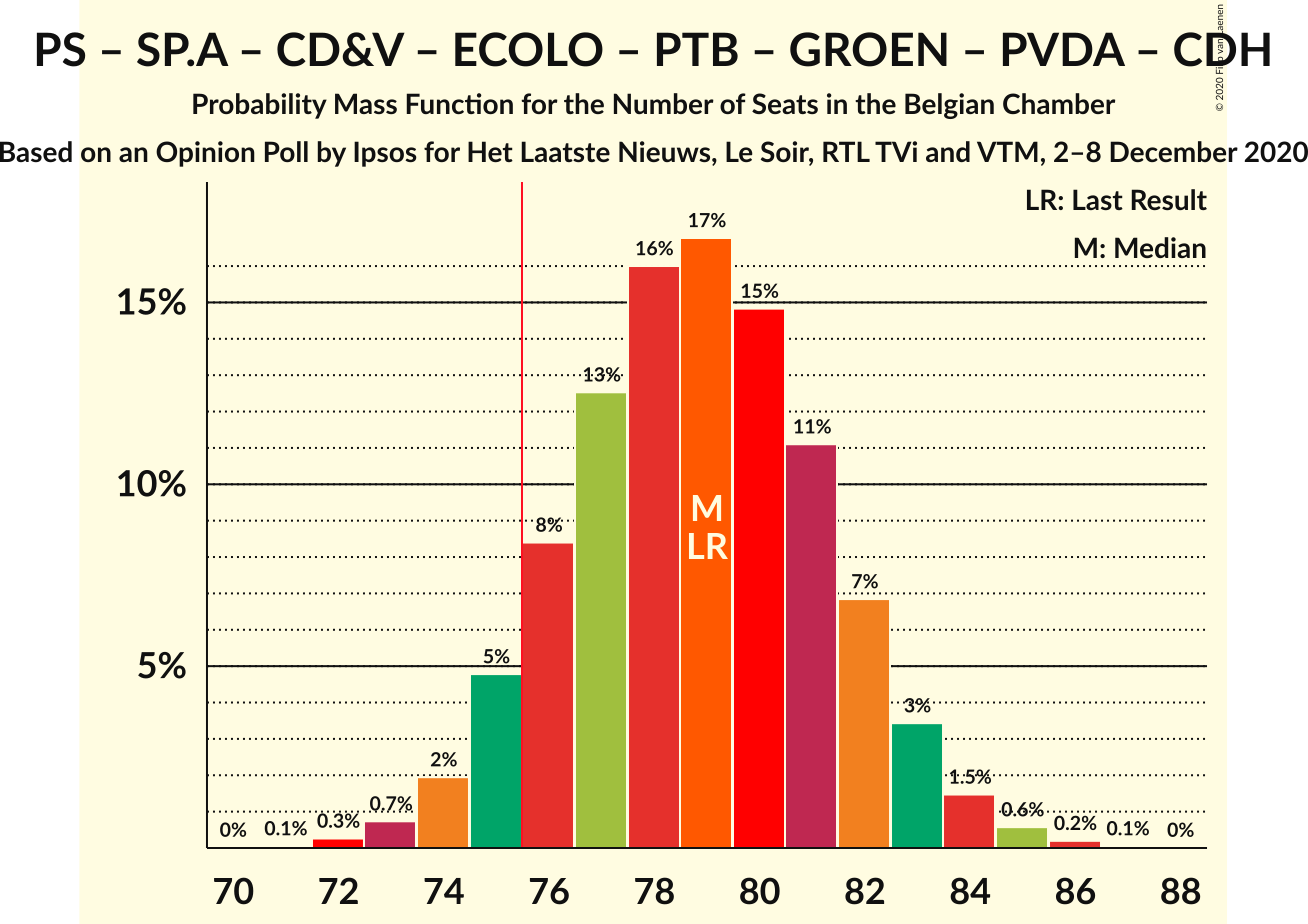 PS – SP.A – CD&V – ECOLO – PTB – GROEN – PVDA – CDH
Probability Mass Function for the Number of Seats in the Belgian Chamber
Based on an Opinion Poll by Ipsos for Het Laatste Nieuws, Le Soir, RTL TVi and VTM, 2–8 December 2020
© 2020 Filip van Laenen
LR: Last Result
M: Median
15%
10%
5%
0%
0.1%
0.3%
0.7%
2%
5%
8%
13%
16%
17%
15%
11%
7%
3%
1.5%
0.6%
0.2%
0.1%
0%
M
LR
70 72 74 76 78 80 82 84 86 88